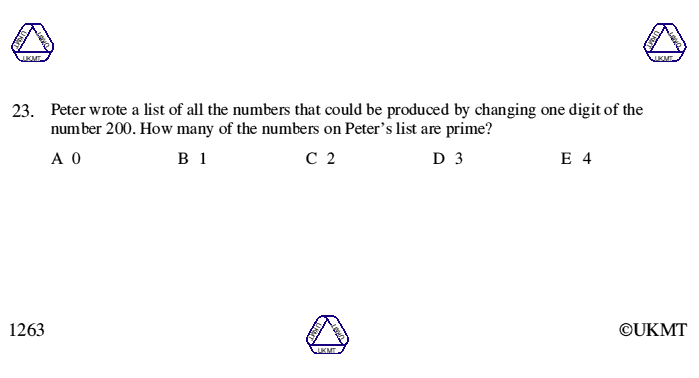 UKMT UKMT UKMT
UKMT UKMT UKMT
23. Peter wrote a list of all the numbers that could be produced by changing one digit of the
number 200. How many of the numbers on Peter's list are prime?
A 0 B 1 C 2 D 3 E 4
1263
UKMT UKMT UKMT
©UKMT